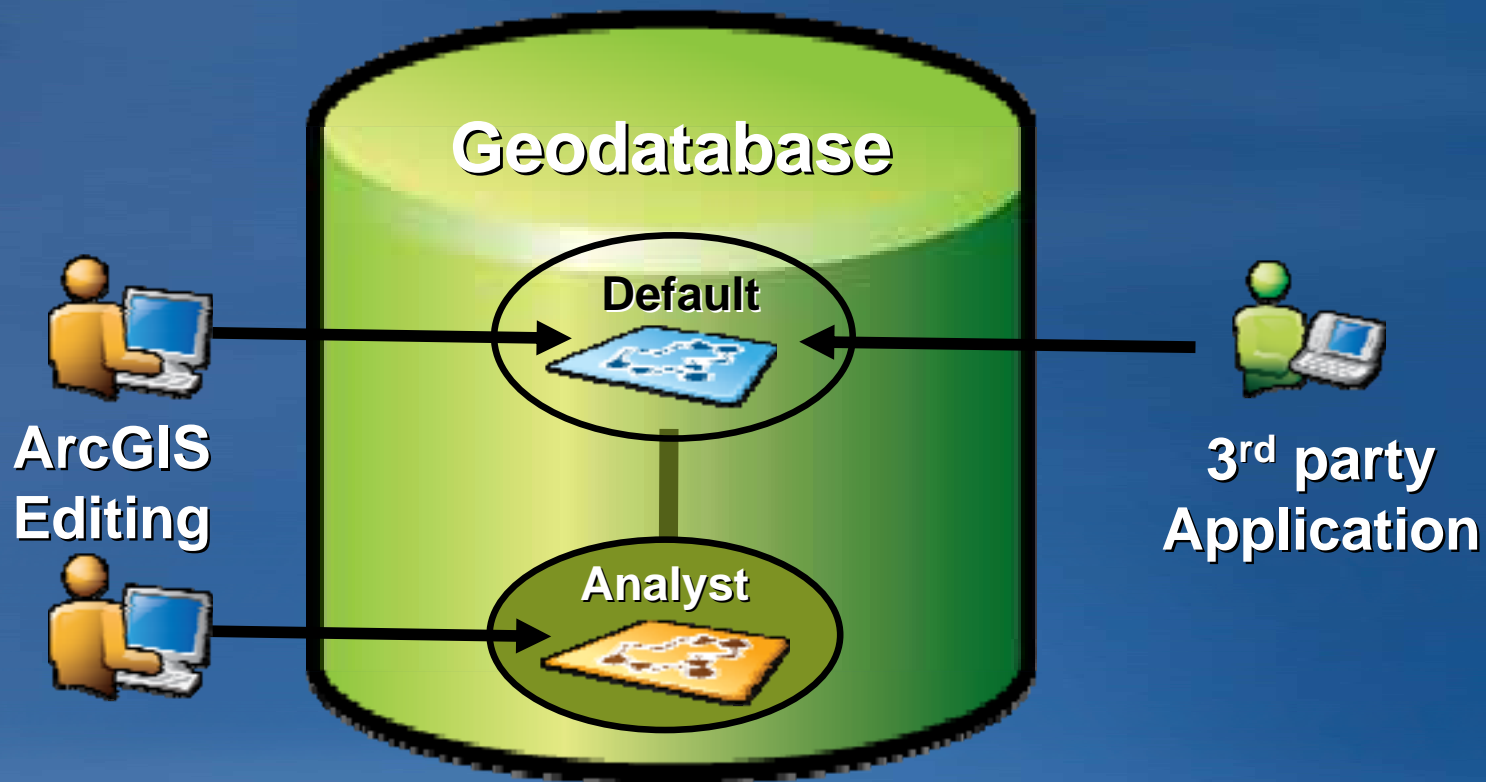 Geodatabase
Default
ArcGIS
Editing
3rd party
Application
Analyst